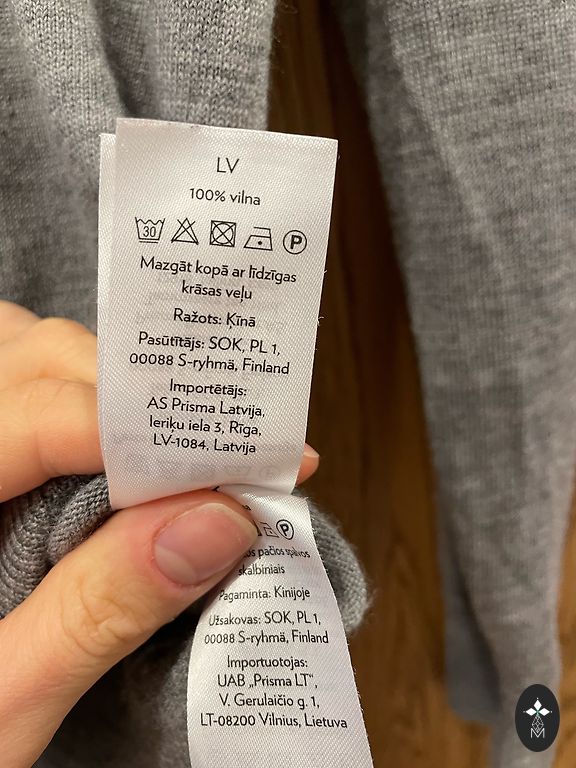 LV
100% vilna
30 P
Mazgāt kopā ar līdzīgas
krāsas veļu
Ražots: Ķīnā
Pasūtītājs: SOK, PL 1,
00088 S-ryhmä, Finland
Importētājs:
AS Prisma Latvija,
Ieriķu iela 3, Rīga,
LV-1084, Latvija
P
pačios spalvos
skalbiniais
Pagaminta: Kinijoje
Užsakovas: SOK, PL 1,
00088 S-ryhmä, Finland
Importuotojas:
UAB „Prisma LT",
V. Gerulaičio g. 1,
LT-08200 Vilnius, Lietuva
M